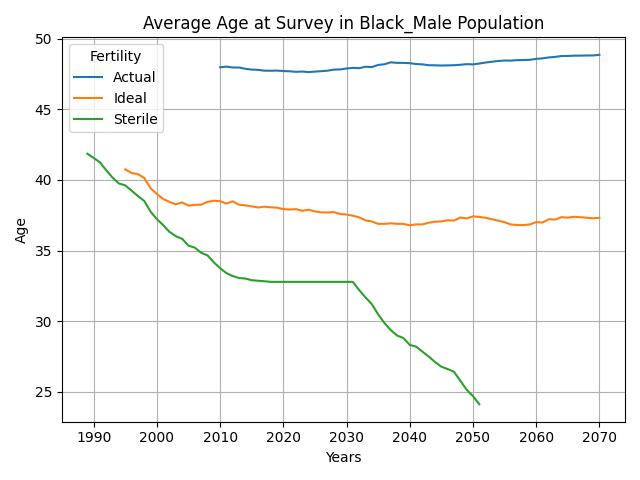 Average Age at Survey in Black_Male Population
Fertility
Actual
Ideal
Sterile
Age
50
45
40
35
30
25
1990 2000 2010 2020 2030 2040 2050 2060 2070
Years